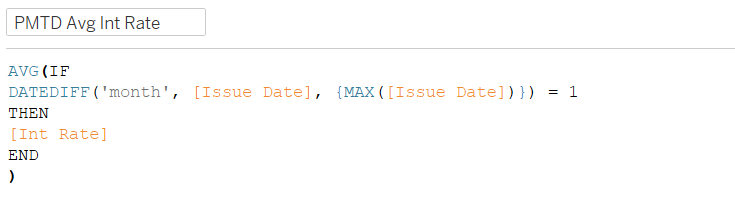 PMTD Avg Int Rate
AVG(IF
DATEDIFF('month', [Issue Date], {MAX([Issue Date])}) = 1
THEN
[Int Rate]
END
)